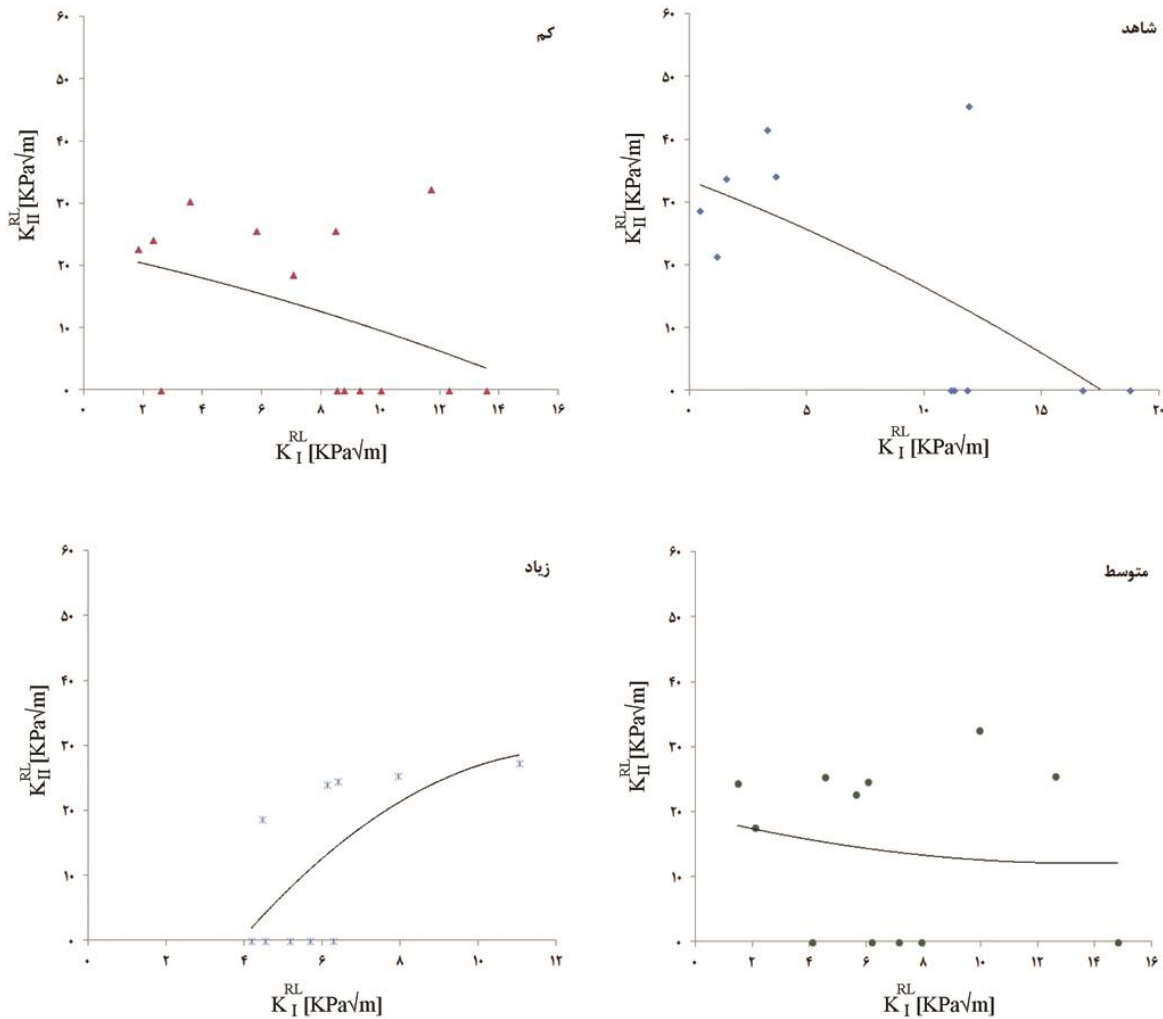 کم
۶۰
۵۰
۴۰
۳۰
۲۰
۱۰
۰
K_II^RL [KPa√m]
۰ ۲ ۴ ۶ ۸ ۱۰ ۱۲ ۱۴ ۱۶
K_I^RL [KPa√m]
شاهد
۶۰
۵۰
۴۰
۳۰
۲۰
۱۰
۰
K_II^RL [KPa√m]
۰ ۵ ۱۰ ۱۵ ۲۰
K_I^RL [KPa√m]
زیاد
۶۰
۵۰
۴۰
۳۰
۲۰
۱۰
۰
K_II^RL [KPa√m]
۰ ۲ ۴ ۶ ۸ ۱۰ ۱۲
K_I^RL [KPa√m]
متوسط
۶۰
۵۰
۴۰
۳۰
۲۰
۱۰
۰
K_II^RL [KPa√m]
۰ ۲ ۴ ۶ ۸ ۱۰ ۱۲ ۱۴ ۱۶
K_I^RL [KPa√m]